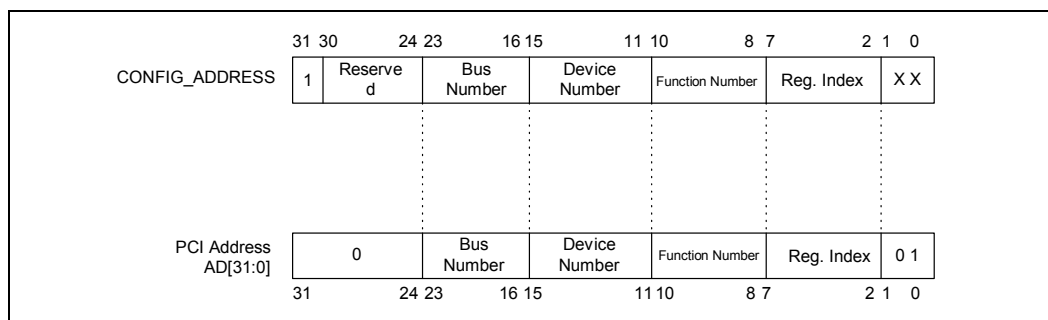 31 30 24 23 16 15 11 10 8 7 2 1 0
CONFIG_ADDRESS 1 Reserve
d Bus
Number Device
Number Function Number Reg. Index X X
PCI Address
AD[31:0] 0 Bus
Number Device
Number Function Number Reg. Index 0 1
31 24 23 16 15 11 10 8 7 2 1 0